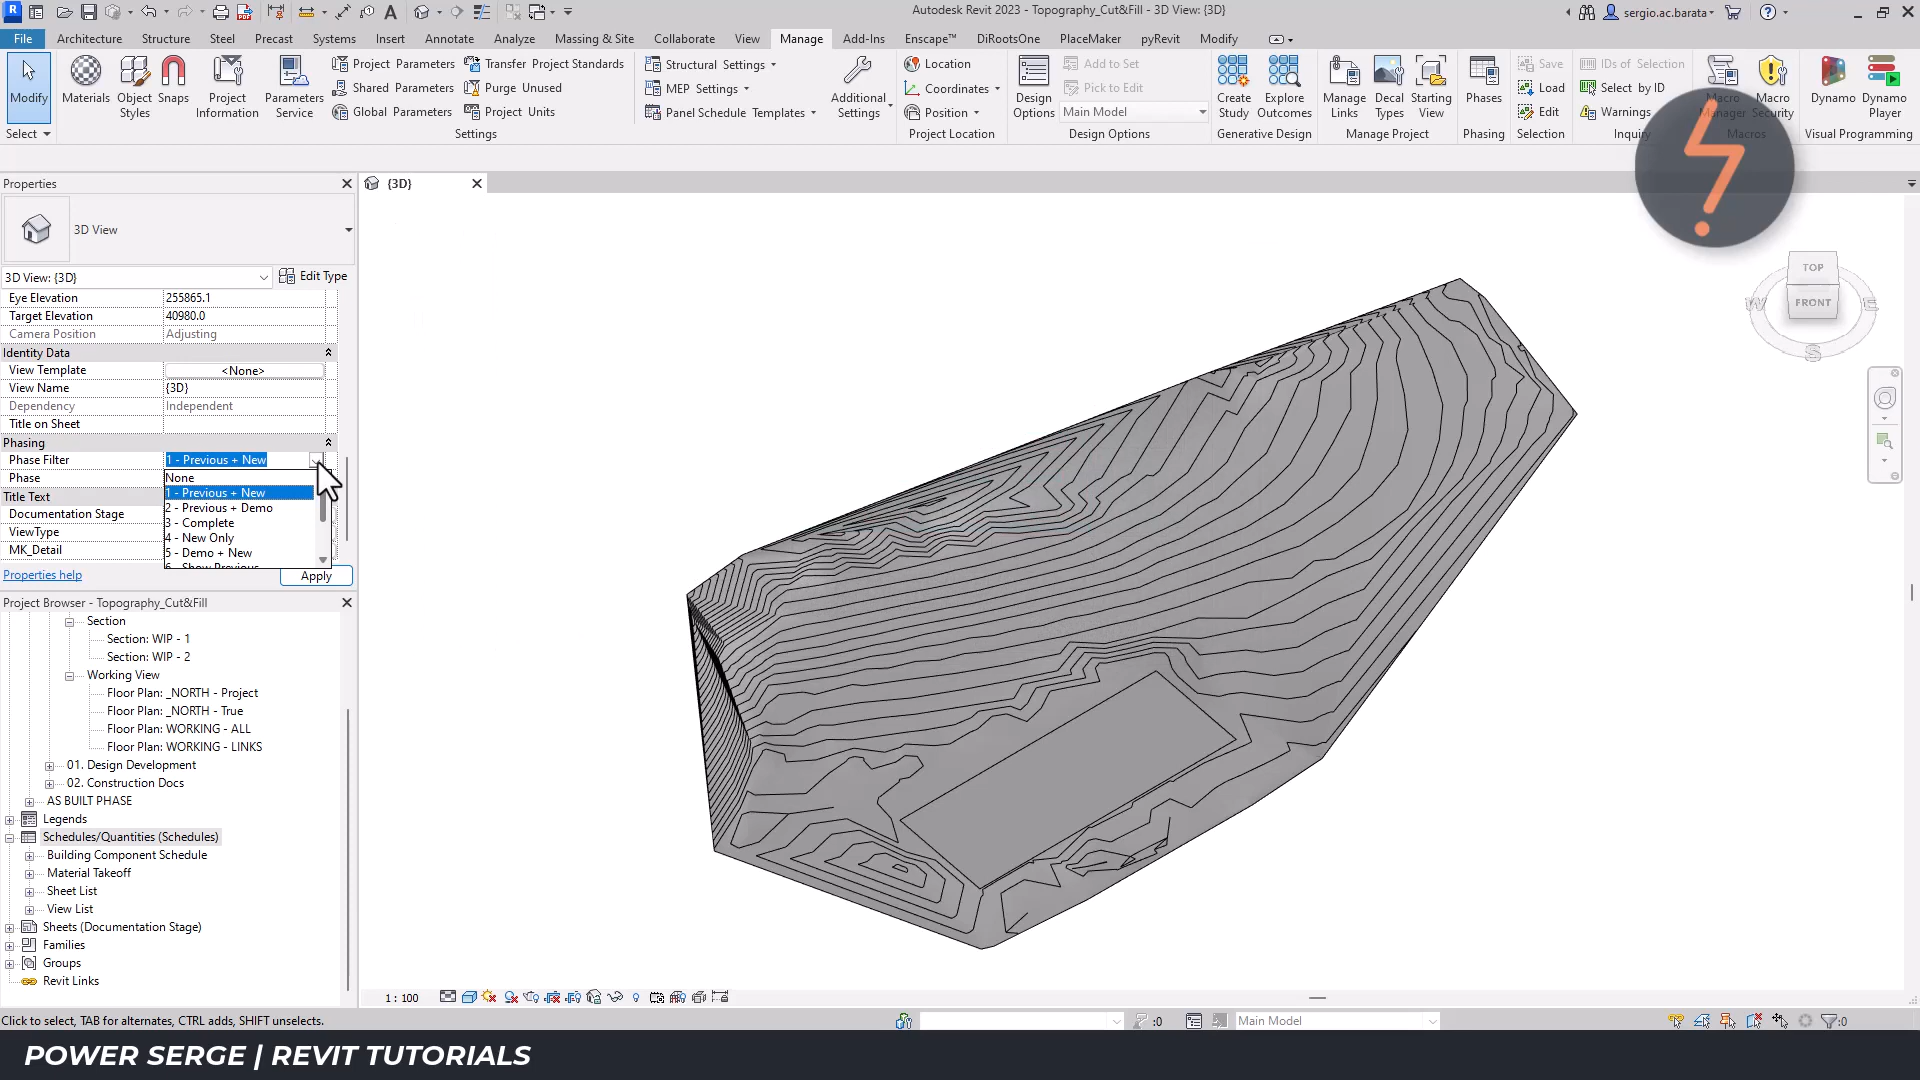 Autodesk Revit 2023 - Topography_Cut&Fill - 3D View: {3D}
sergio.ac.barata
File
Architecture
Structure
Steel
Precast
Systems
Insert
Annotate
Analyze
Massing & Site
Collaborate
View
Manage
Add-Ins
Enscape™
DiRootsOne
PlaceMaker
pyRevit
Modify
Modify
Select
Materials
Object
Styles
Snaps
Project
Information
Parameters
Service
Project Parameters
Shared Parameters
Global Parameters
Transfer Project Standards
Purge Unused
Project Units
Settings
Structural Settings
MEP Settings
Panel Schedule Templates
Additional
Settings
Location
Coordinates
Position
Project Location
Design
Options
Add to Set
Pick to Edit
Main Model
Design Options
Create
Study
Explore
Outcomes
Generative Design
Manage
Links
Decal
Types
Starting
View
Manage Project
Phases
Phasing
Save
Load
Edit
Selection
IDs of Selection
Select by ID
Warnings
Inquiry
Macro
Manager
Macro
Security
Macros
Dynamo
Dynamo
Player
Visual Programming
Properties
3D View
3D View: {3D}
Edit Type
Eye Elevation 255865.1
Target Elevation 40980.0
Camera Position Adjusting
Identity Data
View Template <None>
View Name {3D}
Dependency Independent
Title on Sheet
Phasing
Phase Filter 1 - Previous + New
Phase
None
1 - Previous + New
2 - Previous + Demo
3 - Complete
4 - New Only
5 - Demo + New
6 - Show Previous
Title Text
Documentation Stage
ViewType
MK_Detail
Properties help
Apply
Project Browser - Topography_Cut&Fill
Section
Section: WIP - 1
Section: WIP - 2
Working View
Floor Plan: _NORTH - Project
Floor Plan: _NORTH - True
Floor Plan: WORKING - ALL
Floor Plan: WORKING - LINKS
01. Design Development
02. Construction Docs
AS BUILT PHASE
Legends
Schedules/Quantities (Schedules)
Building Component Schedule
Material Takeoff
Sheet List
View List
Sheets (Documentation Stage)
Families
Groups
Revit Links
{3D}
TOP
FRONT
W
E
S
1 : 100
Click to select, TAB for alternates, CTRL adds, SHIFT unselects.
:0
Main Model
:0
POWER SERGE | REVIT TUTORIALS